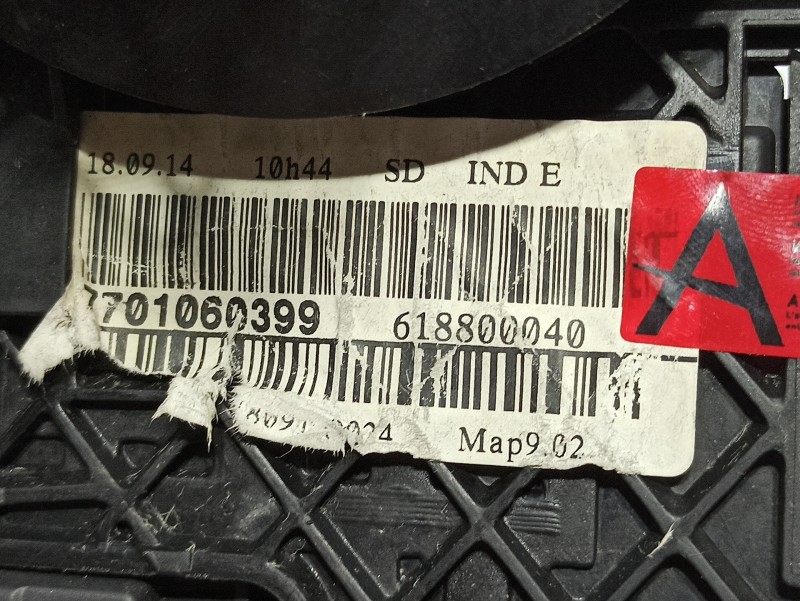 18.09.14 10h44 SD IND E
7701060399 618800040
Map9.02
A